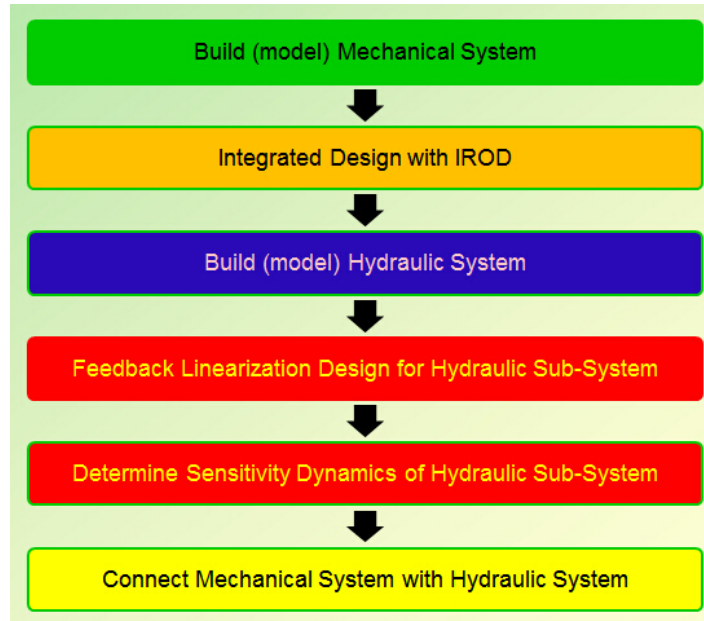 Build (model) Mechanical System
Integrated Design with IROD
Build (model) Hydraulic System
Feedback Linearization Design for Hydraulic Sub-System
Determine Sensitivity Dynamics of Hydraulic Sub-System
Connect Mechanical System with Hydraulic System